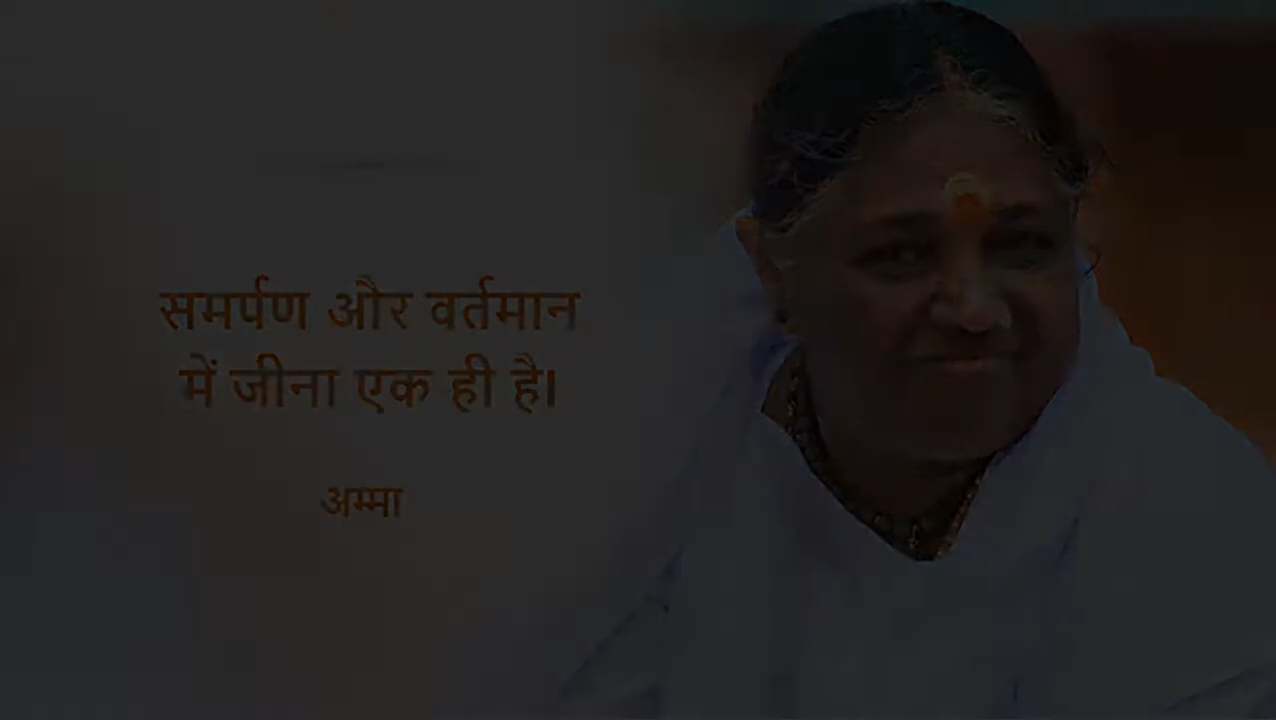 समर्पण और वर्तमान
में जीना एक ही है।
अम्मा